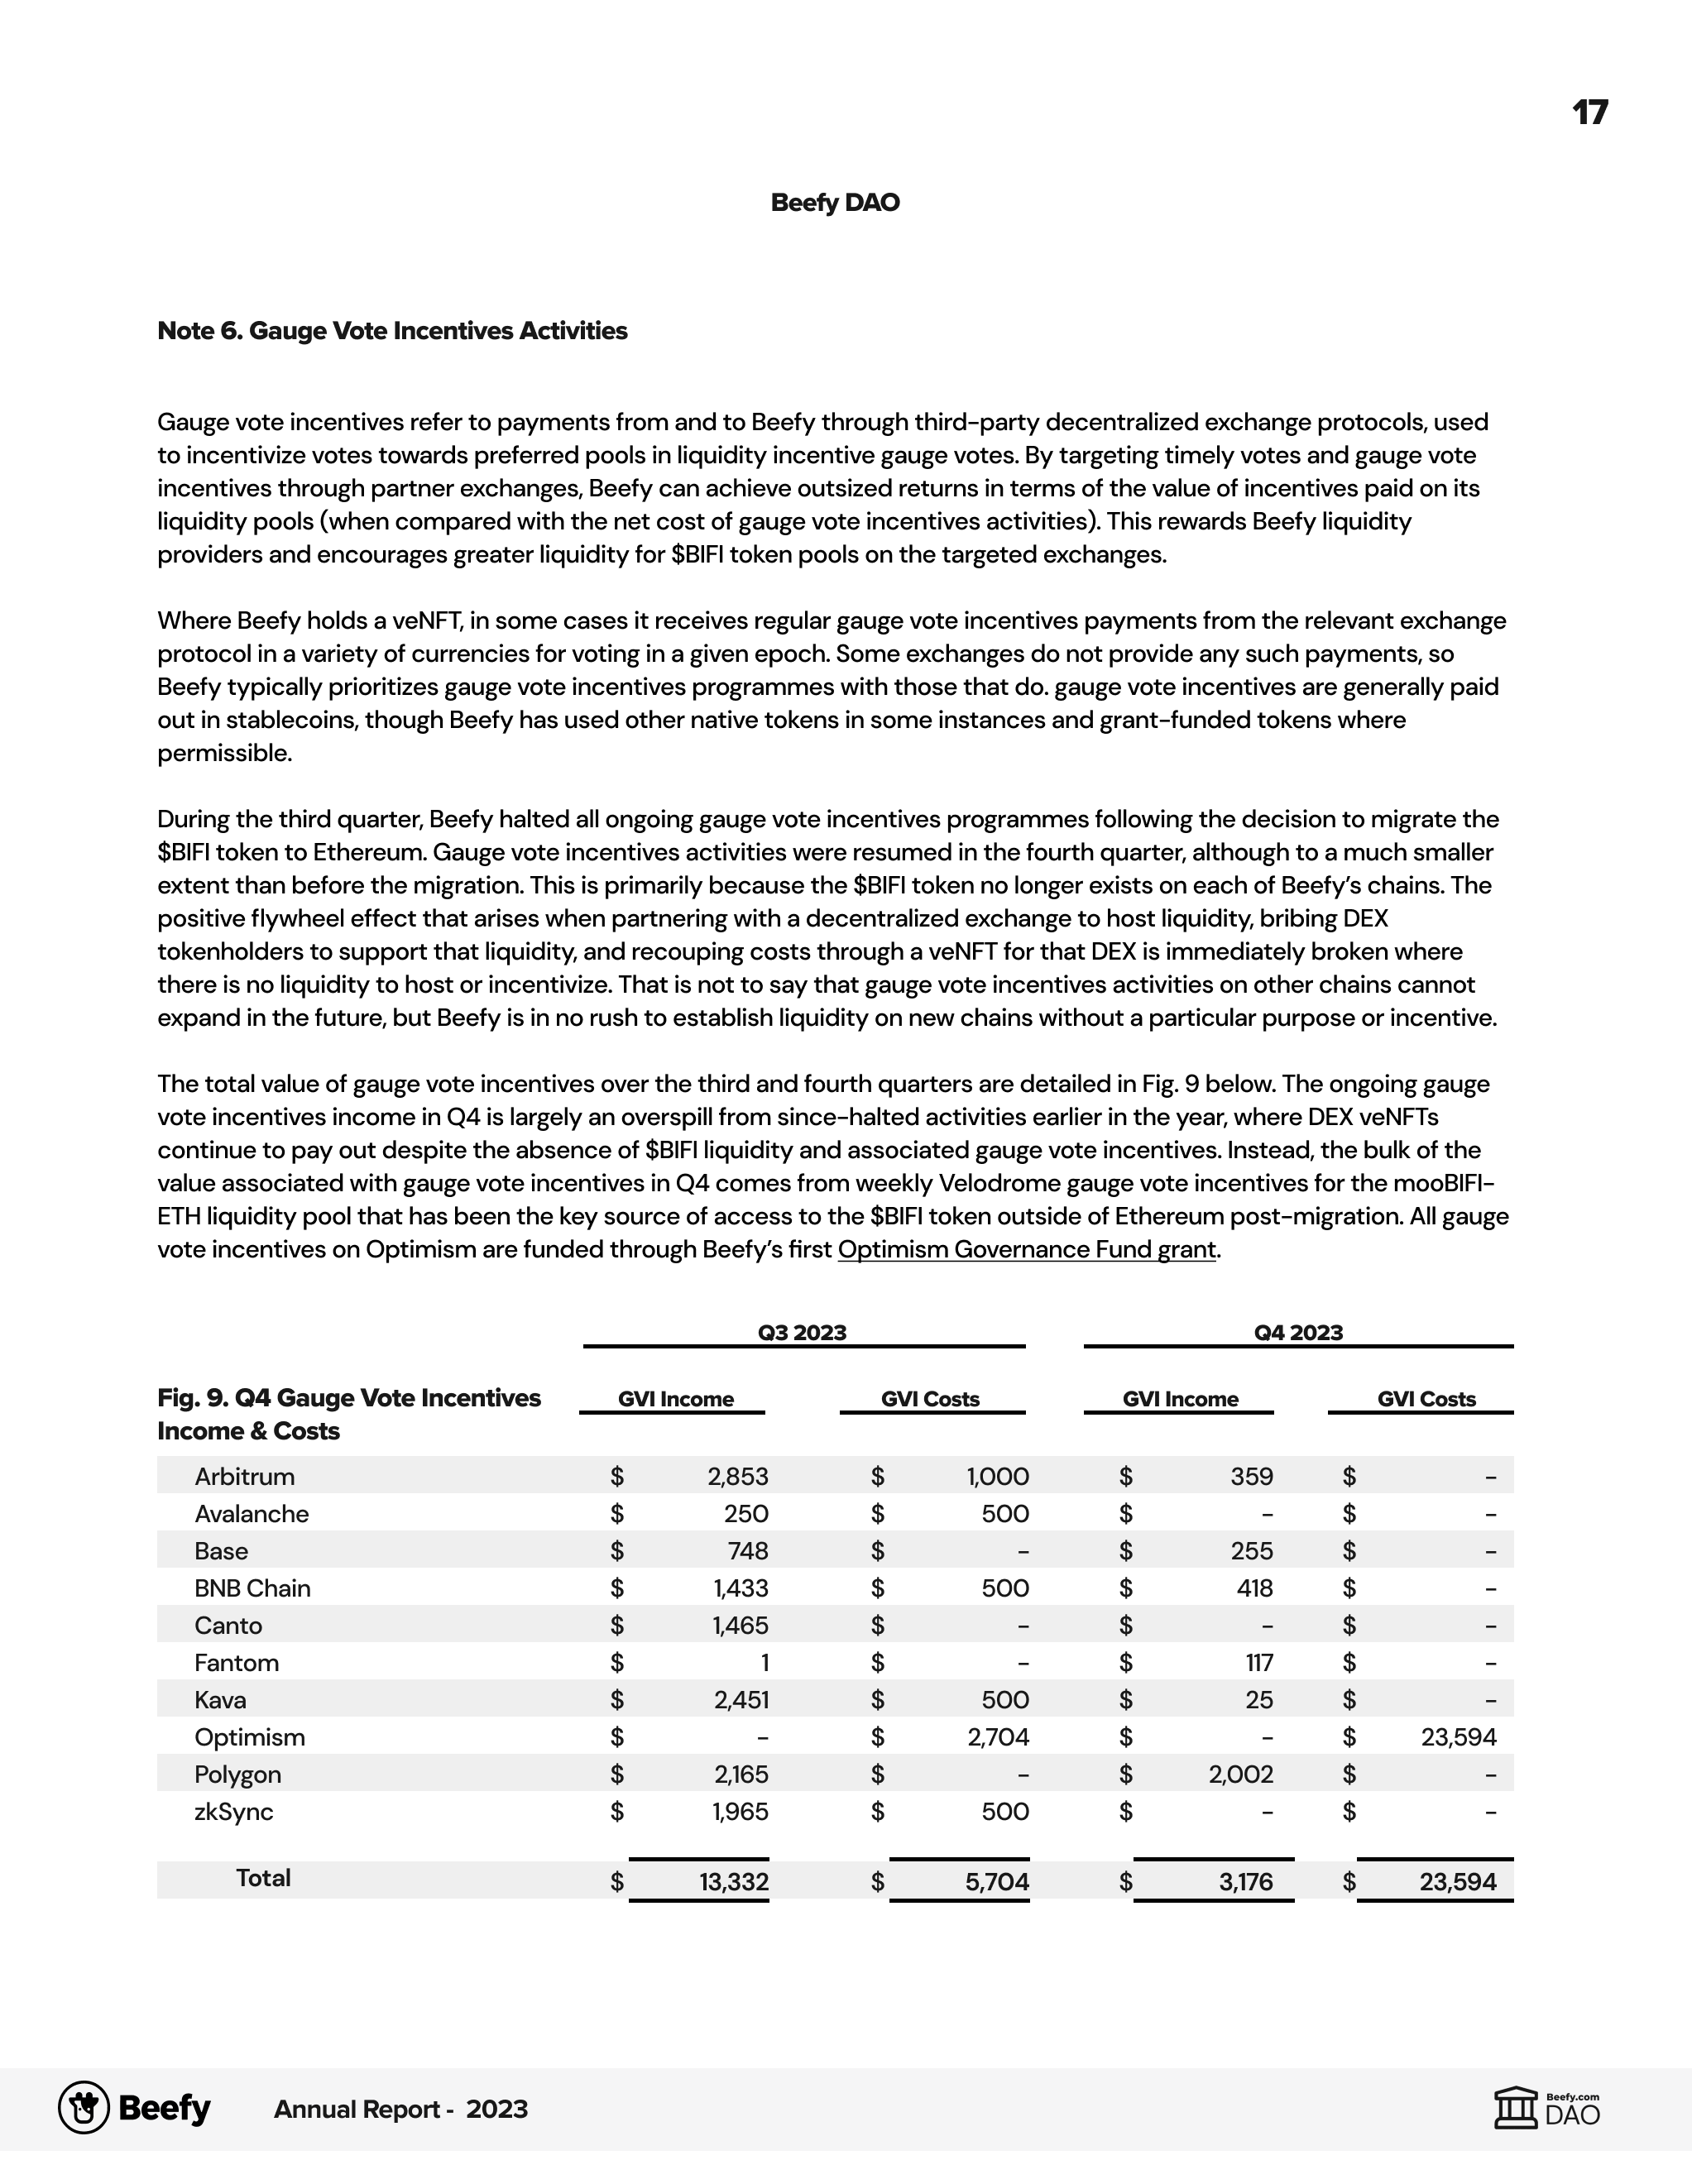 17
Beefy DAO
Note 6. Gauge Vote Incentives Activities
Gauge vote incentives refer to payments from and to Beefy through third-party decentralized exchange protocols, used
to incentivize votes towards preferred pools in liquidity incentive gauge votes. By targeting timely votes and gauge vote
incentives through partner exchanges, Beefy can achieve outsized returns in terms of the value of incentives paid on its
liquidity pools (when compared with the net cost of gauge vote incentives activities). This rewards Beefy liquidity
providers and encourages greater liquidity for $BIFI token pools on the targeted exchanges.
Where Beefy holds a veNFT, in some cases it receives regular gauge vote incentives payments from the relevant exchange
protocol in a variety of currencies for voting in a given epoch. Some exchanges do not provide any such payments, so
Beefy typically prioritizes gauge vote incentives programmes with those that do. gauge vote incentives are generally paid
out in stablecoins, though Beefy has used other native tokens in some instances and grant-funded tokens where
permissible.
During the third quarter, Beefy halted all ongoing gauge vote incentives programmes following the decision to migrate the
$BIFI token to Ethereum. Gauge vote incentives activities were resumed in the fourth quarter, although to a much smaller
extent than before the migration. This is primarily because the $BIFI token no longer exists on each of Beefy's chains. The
positive flywheel effect that arises when partnering with a decentralized exchange to host liquidity, bribing DEX
tokenholders to support that liquidity, and recouping costs through a veNFT for that DEX is immediately broken where
there is no liquidity to host or incentivize. That is not to say that gauge vote incentives activities on other chains cannot
expand in the future, but Beefy is in no rush to establish liquidity on new chains without a particular purpose or incentive.
The total value of gauge vote incentives over the third and fourth quarters are detailed in Fig. 9 below. The ongoing gauge
vote incentives income in Q4 is largely an overspill from since-halted activities earlier in the year, where DEX veNFTs
continue to pay out despite the absence of $BIFI liquidity and associated gauge vote incentives. Instead, the bulk of the
value associated with gauge vote incentives in Q4 comes from weekly Velodrome gauge vote incentives for the mooBIFI-
ETH liquidity pool that has been the key source of access to the $BIFI token outside of Ethereum post-migration. All gauge
vote incentives on Optimism are funded through Beefy's first Optimism Governance Fund grant.
Q3 2023 Q4 2023
Fig. 9. Q4 Gauge Vote Incentives GVI Income GVI Costs GVI Income GVI Costs
Income & Costs
Arbitrum $ 2,853 $ 1,000 $ 359 $ -
Avalanche $ 250 $ 500 $ - $ -
Base $ 748 $ - $ 255 $ -
BNB Chain $ 1,433 $ 500 $ 418 $ -
Canto $ 1,465 $ - $ - $ -
Fantom $ 1 $ - $ 117 $ -
Kava $ 2,451 $ 500 $ 25 $ -
Optimism $ - $ 2,704 $ - $ 23,594
Polygon $ 2,165 $ - $ 2,002 $ -
zkSync $ 1,965 $ 500 $ - $ -
Total $ 13,332 $ 5,704 $ 3,176 $ 23,594
Beefy Annual Report - 2023
Beefy.com
DAO